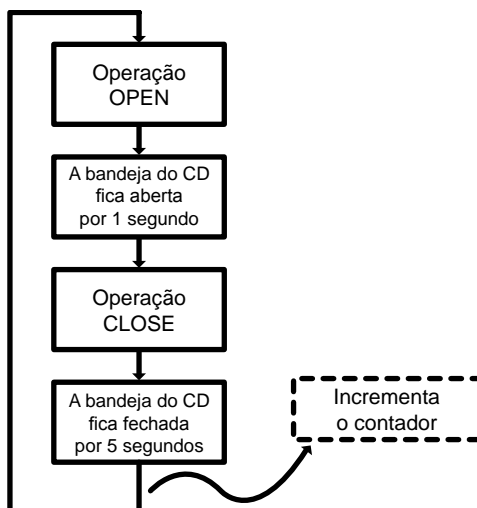 Operação
OPEN
A bandeja do CD
fica aberta
por 1 segundo
Operação
CLOSE
A bandeja do CD
fica fechada
por 5 segundos
Incrementa
o contador